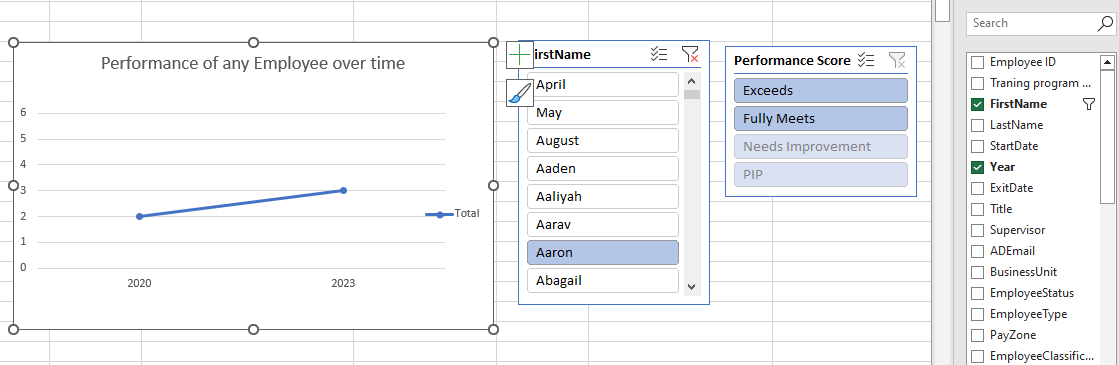 Performance of any Employee over time
6
5
4
3
2
1
0
2020
2023
Total
irstName
April
May
August
Aaden
Aaliyah
Aarav
Aaron
Abagail
Performance Score
Exceeds
Fully Meets
Needs Improvement
PIP
Search
Employee ID
Traning program ...
FirstName
LastName
StartDate
Year
ExitDate
Title
Supervisor
ADEmail
BusinessUnit
EmployeeStatus
EmployeeType
PayZone
EmployeeClassific...